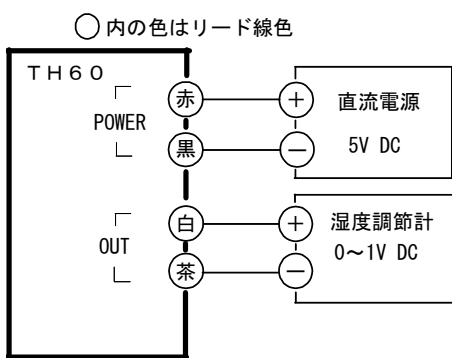 ○内の色はリード線色
TH60
POWER
赤
黒
+
-
直流電源
5V DC
OUT
白
茶
+
-
湿度調節計
0～1V DC